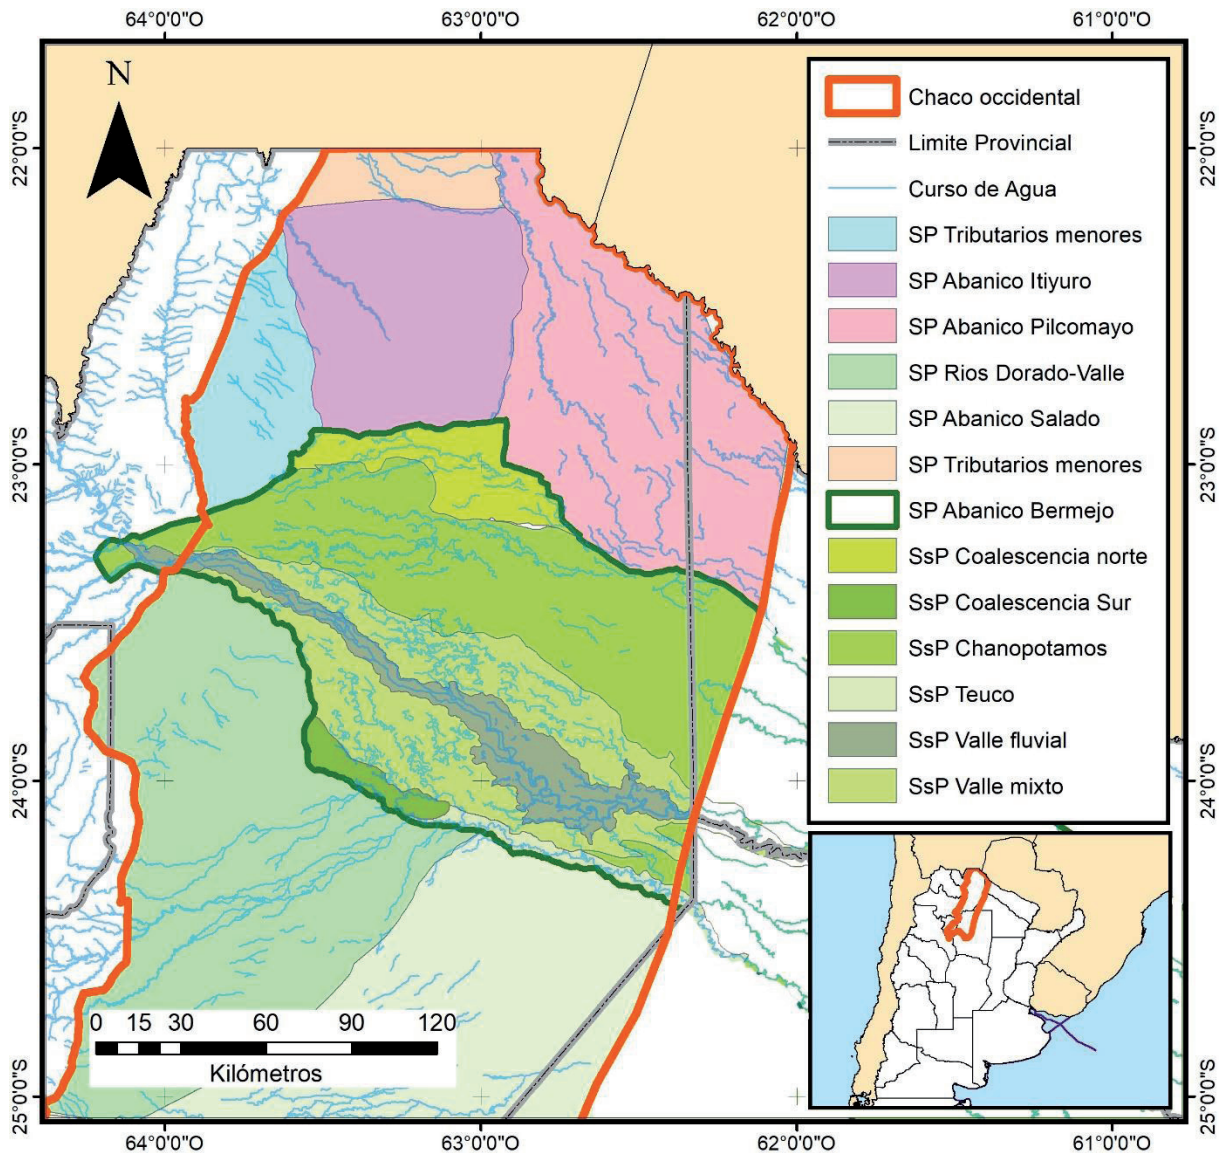 64°0'0"O 63°0'0"O 62°0'0"O 61°0'0"O
N
22°0'0"S
22°0'0"S
23°0'0"S
23°0'0"S
24°0'0"S
24°0'0"S
25°0'0"S
25°0'0"S
Chaco occidental
Limite Provincial
Curso de Agua
SP Tributarios menores
SP Abanico Itiyuro
SP Abanico Pilcomayo
SP Rios Dorado-Valle
SP Abanico Salado
SP Tributarios menores
SP Abanico Bermejo
SsP Coalescencia norte
SsP Coalescencia Sur
SsP Chanopotamos
SsP Teuco
SsP Valle fluvial
SsP Valle mixto
0 15 30 60 90 120
Kilómetros
64°0'0"O 63°0'0"O 62°0'0"O 61°0'0"O